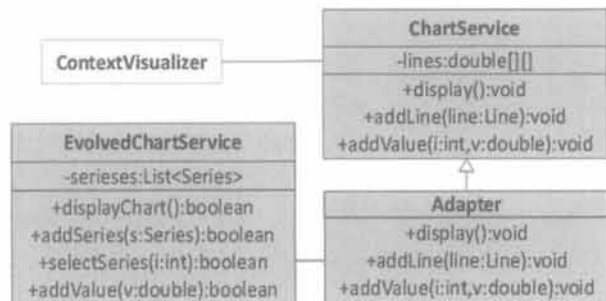 ChartService
-lines:double[][]
+display():void
+addLine(line:Line):void
+addValue(i:int,v:double):void
ContextVisualizer
EvolvedChartService
-serieses:List<Series>
+displayChart():boolean
+addSeries(s:Series):boolean
+selectSeries(i:int):boolean
+addValue(v:double):boolean
Adapter
+display():void
+addLine(line:Line):void
+addValue(i:int,v:double):void